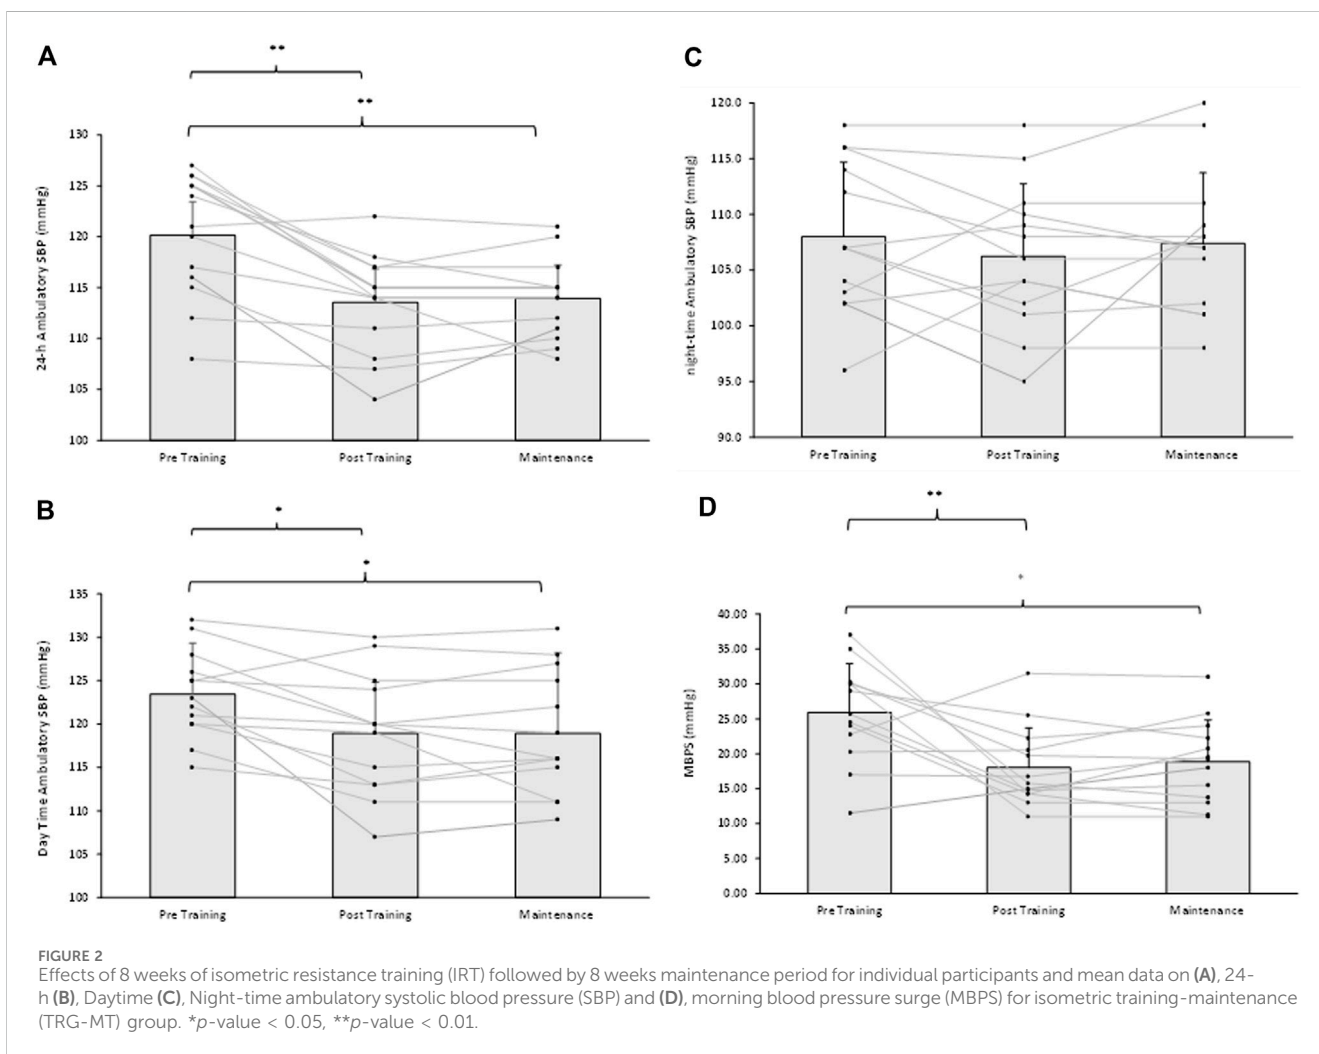 A
**
**
24-h Ambulatory SBP (mmHg)
130
125
120
115
110
105
100
Pre Training Post Training Maintenance
C
night-time Ambulatory SBP (mmHg)
120.0
115.0
110.0
105.0
100.0
95.0
90.0
Pre Training Post Training Maintenance
B
*
*
Day Time Ambulatory SBP (mmHg)
135
130
125
120
115
110
105
100
Pre Training Post Training Maintenance
D
**
*
MBPS (mmHg)
40.00
35.00
30.00
25.00
20.00
15.00
10.00
5.00
0.00
Pre Training Post Training Maintenance
FIGURE 2
Effects of 8 weeks of isometric resistance training (IRT) followed by 8 weeks maintenance period for individual participants and mean data on (A), 24-
h (B), Daytime (C), Night-time ambulatory systolic blood pressure (SBP) and (D), morning blood pressure surge (MBPS) for isometric training-maintenance
(TRG-MT) group. *p-value < 0.05, **p-value < 0.01.